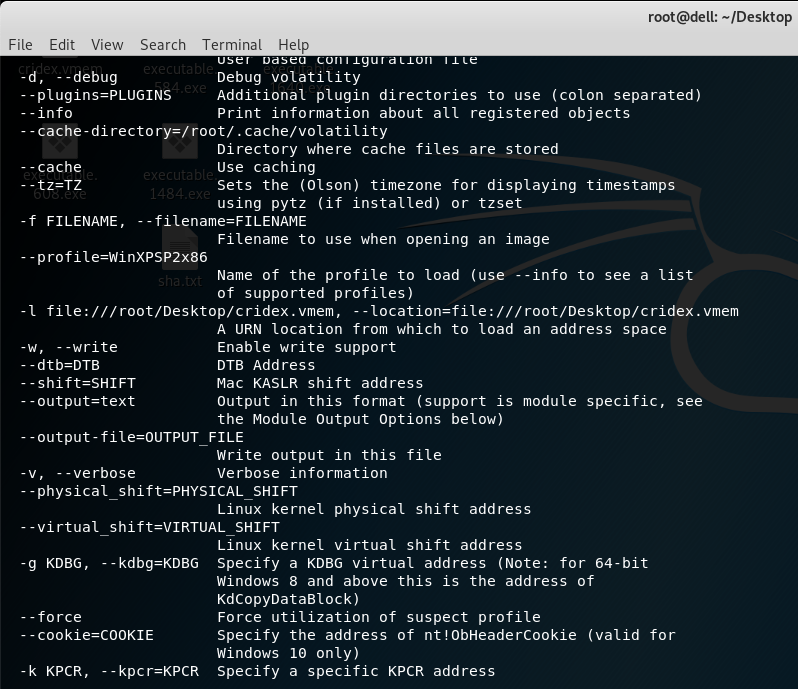 root@dell: ~/Desktop
File Edit View Search Terminal Help
User based configuration file
cridex.vmem executable. executable.
584.exe 1640.exe
-d, --debug Debug volatility
--plugins=PLUGINS Additional plugin directories to use (colon separated)
--info Print information about all registered objects
--cache-directory=/root/.cache/volatility
Directory where cache files are stored
--cache Use caching
executable. executable.
608.exe 1484.exe
--tz=TZ Sets the (Olson) timezone for displaying timestamps
using pytz (if installed) or tzset
-f FILENAME, --filename=FILENAME
Filename to use when opening an image
--profile=WinXPSP2x86
Name of the profile to load (use --info to see a list
sha.txt
of supported profiles)
-l file:///root/Desktop/cridex.vmem, --location=file:///root/Desktop/cridex.vmem
A URN location from which to load an address space
-w, --write Enable write support
--dtb=DTB DTB Address
--shift=SHIFT Mac KASLR shift address
--output=text Output in this format (support is module specific, see
the Module Output Options below)
--output-file=OUTPUT_FILE
Write output in this file
-v, --verbose Verbose information
--physical_shift=PHYSICAL_SHIFT
Linux kernel physical shift address
--virtual_shift=VIRTUAL_SHIFT
Linux kernel virtual shift address
-g KDBG, --kdbg=KDBG Specify a KDBG virtual address (Note: for 64-bit
Windows 8 and above this is the address of
KdCopyDataBlock)
--force Force utilization of suspect profile
--cookie=COOKIE Specify the address of nt!ObHeaderCookie (valid for
Windows 10 only)
-k KPCR, --kpcr=KPCR Specify a specific KPCR address